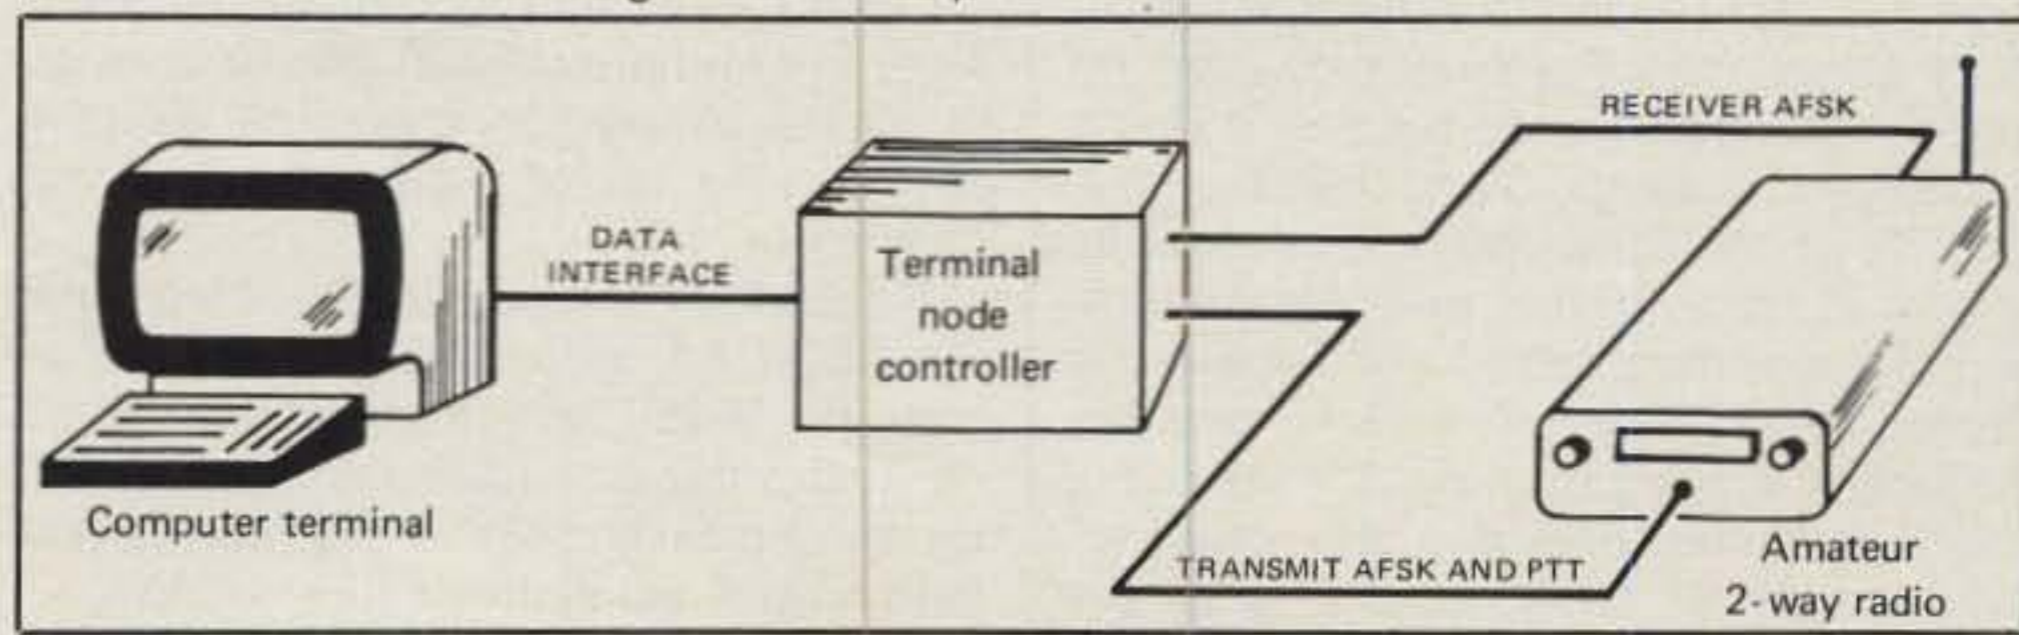 RECEIVER AFSK
DATA
INTERFACE
Terminal
node
controller
Computer terminal
TRANSMIT AFSK AND PTT
Amateur
2-way radio